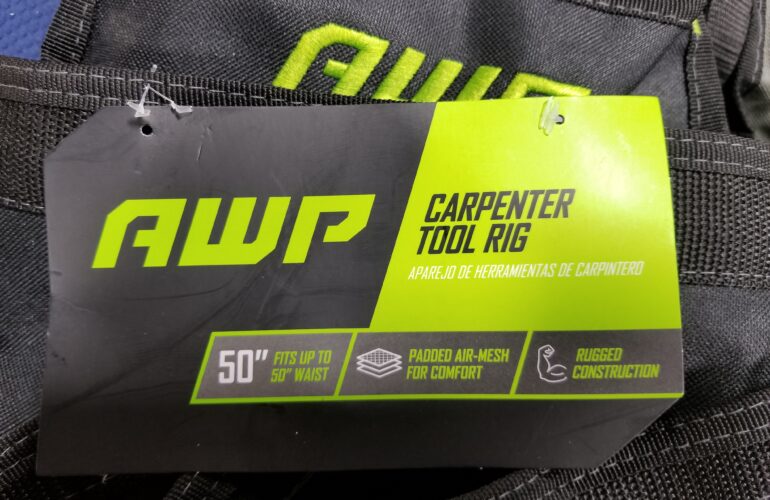 AWP
AWP
CARPENTER
TOOL RIG
APAREJO DE HERRAMIENTAS DE CARPINTERO
50"
FITS UP TO
50" WAIST
PADDED AIR-MESH
FOR COMFORT
RUGGED
CONSTRUCTION